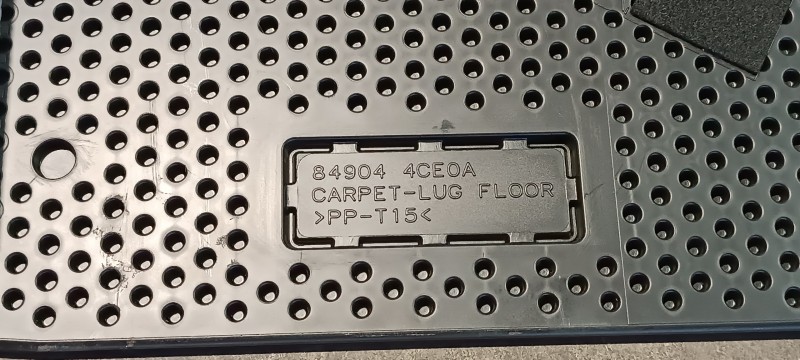 84904 4CE0A
CARPET-LUG FLOOR
>PP-T15<